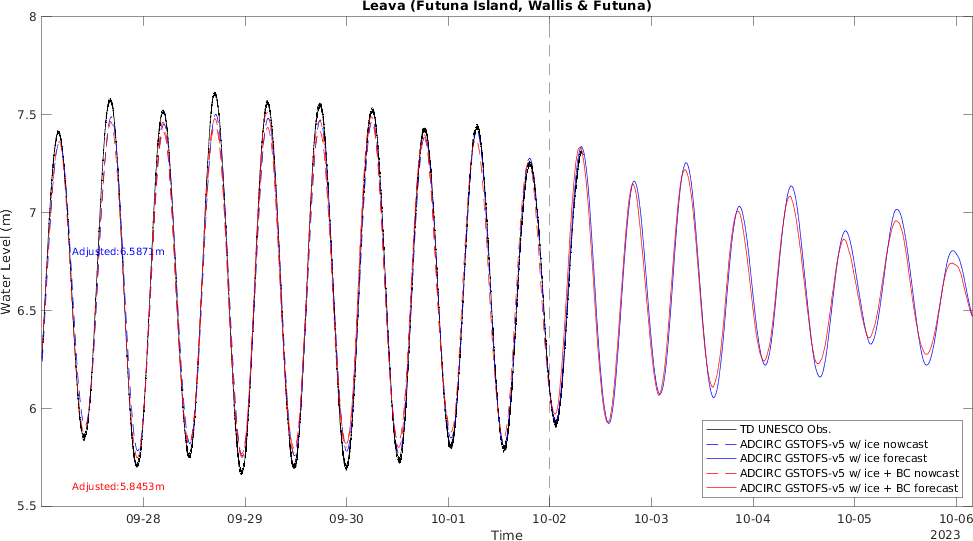 Leava (Futuna Island, Wallis & Futuna)
8
7.5
7
6.5
6
5.5
Water Level (m)
Adjusted:6.5871m
Adjusted:5.8453m
TD UNESCO Obs.
ADCIRC GSTOFS-v5 w/ ice nowcast
ADCIRC GSTOFS-v5 w/ ice forecast
ADCIRC GSTOFS-v5 w/ ice + BC nowcast
ADCIRC GSTOFS-v5 w/ ice + BC forecast
09-28 09-29 09-30 10-01 10-02 10-03 10-04 10-05 10-06
Time
2023